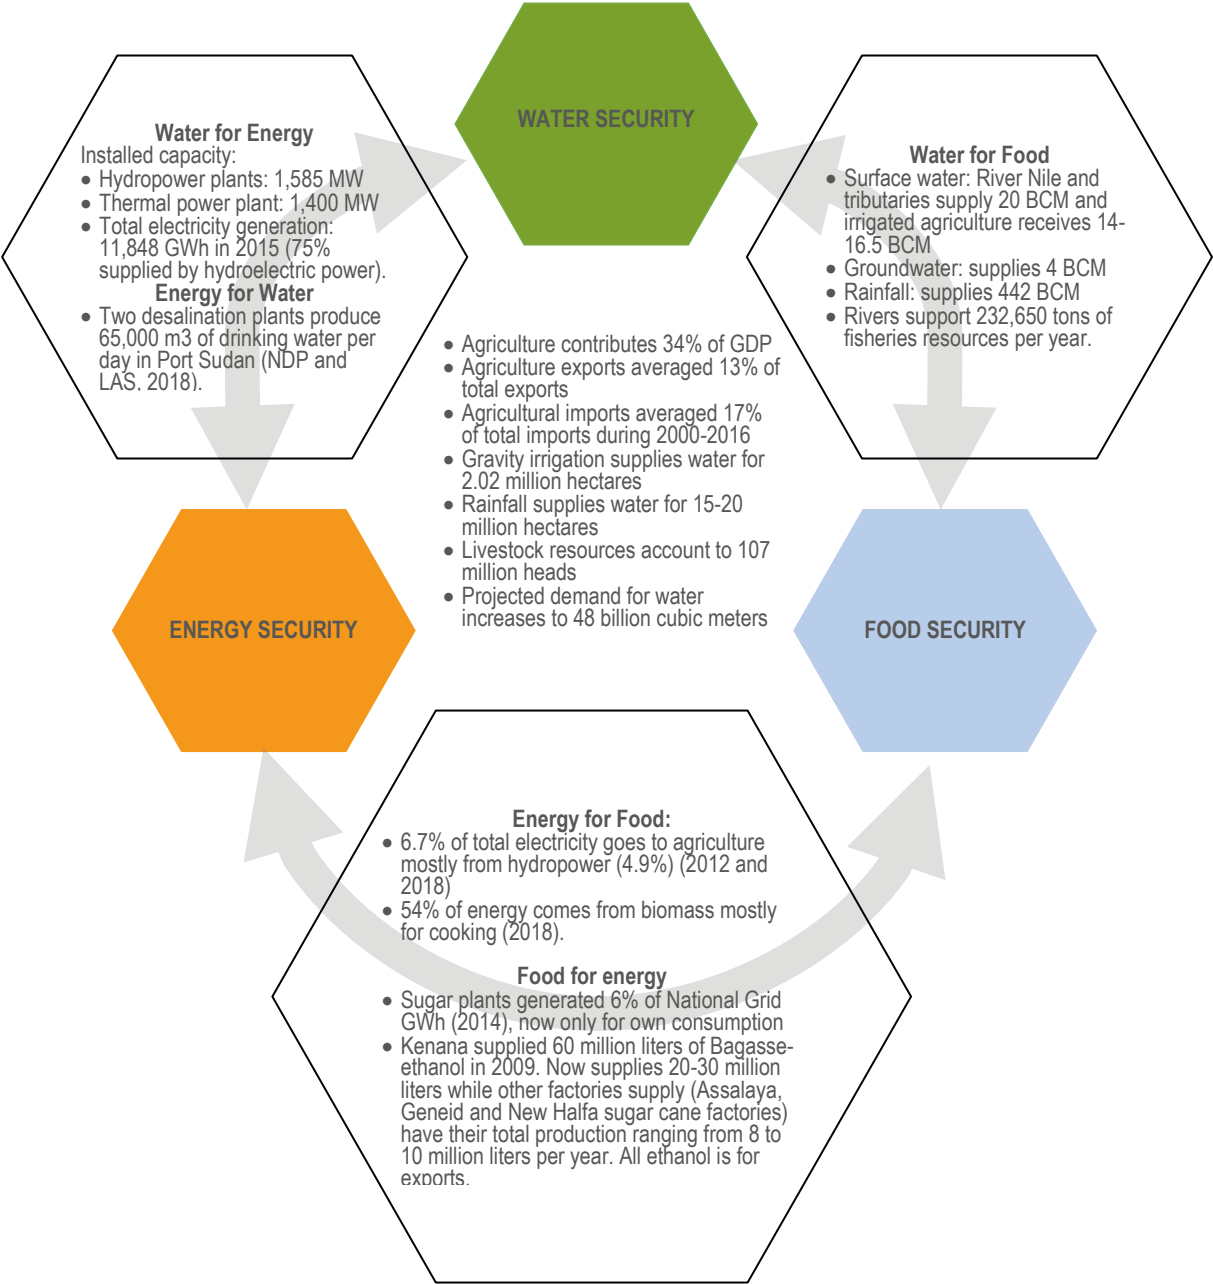 WATER SECURITY
Water for Energy
Installed capacity:
• Hydropower plants: 1,585 MW
• Thermal power plant: 1,400 MW
• Total electricity generation:
11,848 GWh in 2015 (75%
supplied by hydroelectric power).
Energy for Water
• Two desalination plants produce
65,000 m3 of drinking water per
day in Port Sudan (NDP and
LAS, 2018).
Water for Food
• Surface water: River Nile and
tributaries supply 20 BCM and
irrigated agriculture receives 14-
16.5 BCM
• Groundwater: supplies 4 BCM
• Rainfall: supplies 442 BCM
• Rivers support 232,650 tons of
fisheries resources per year.
• Agriculture contributes 34% of GDP
• Agriculture exports averaged 13% of
total exports
• Agricultural imports averaged 17%
of total imports during 2000-2016
• Gravity irrigation supplies water for
2.02 million hectares
• Rainfall supplies water for 15-20
million hectares
• Livestock resources account to 107
million heads
• Projected demand for water
increases to 48 billion cubic meters
ENERGY SECURITY
FOOD SECURITY
Energy for Food:
• 6.7% of total electricity goes to agriculture
mostly from hydropower (4.9%) (2012 and
2018)
• 54% of energy comes from biomass mostly
for cooking (2018).
Food for energy
• Sugar plants generated 6% of National Grid
GWh (2014), now only for own consumption
• Kenana supplied 60 million liters of Bagasse-
ethanol in 2009. Now supplies 20-30 million
liters while other factories supply (Assalaya,
Geneid and New Halfa sugar cane factories)
have their total production ranging from 8 to
10 million liters per year. All ethanol is for
exports.